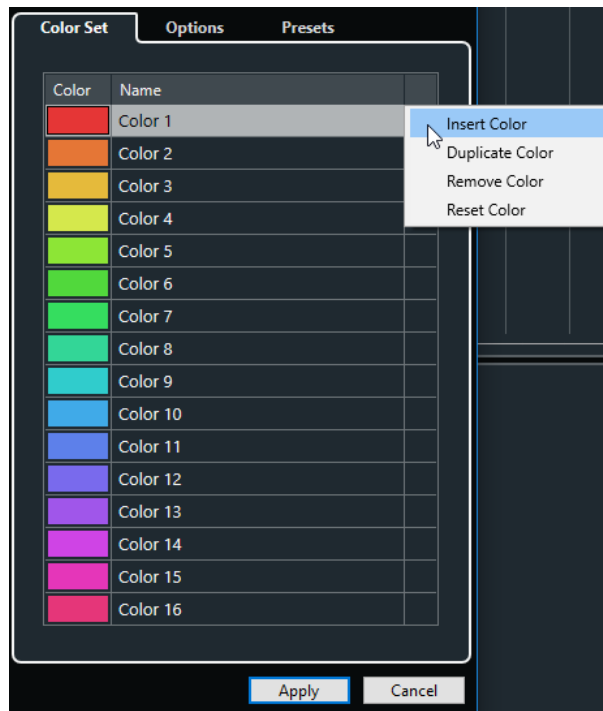 Color Set Options Presets
Color Name
Color 1
Insert Color
Color 2
Duplicate Color
Color 3
Remove Color
Color 4
Reset Color
Color 5
Color 6
Color 7
Color 8
Color 9
Color 10
Color 11
Color 12
Color 13
Color 14
Color 15
Color 16
Apply Cancel